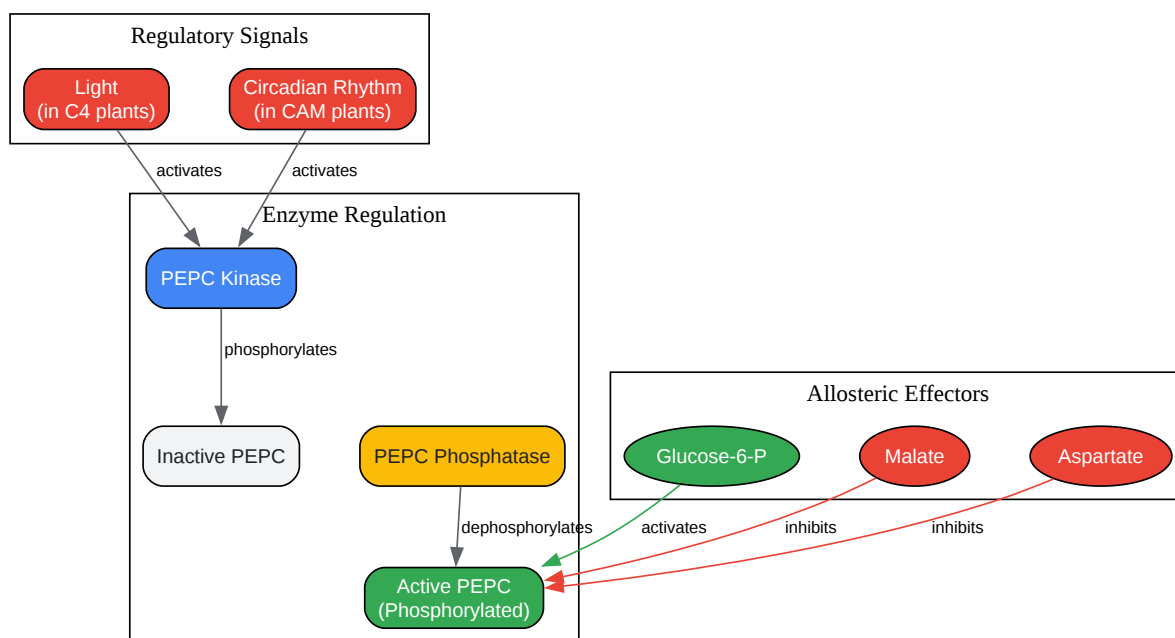 Regulatory Signals
Light
(in C4 plants)
Circadian Rhythm
(in CAM plants)
activates
activates
Enzyme Regulation
PEPC Kinase
phosphorylates
Allosteric Effectors
Inactive PEPC
PEPC Phosphatase
Glucose-6-P
Malate
Aspartate
dephosphorylates
activates
inhibits
inhibits
Active PEPC
(Phosphorylated)